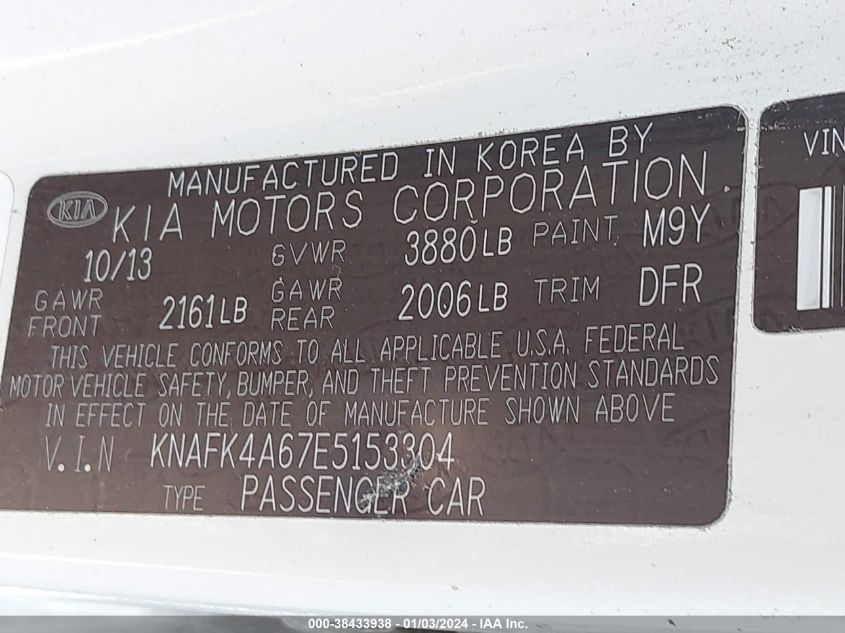 MANUFACTURED IN KOREA BY
KIA KIA MOTORS CORPORATION
10/13 GVWR 3880LB PAINT M9Y
GAWR FRONT 2161LB GAWR REAR 2006LB TRIM DFR
THIS VEHICLE CONFORMS TO ALL APPLICABLE U.S.A. FEDERAL
MOTOR VEHICLE SAFETY, BUMPER, AND THEFT PREVENTION STANDARDS
IN EFFECT ON THE DATE OF MANUFACTURE SHOWN ABOVE
V.I.N KNAFK4A67E5153304
TYPE PASSENGER CAR
VIN
000-38433938 - 01/03/2024 - IAA Inc.